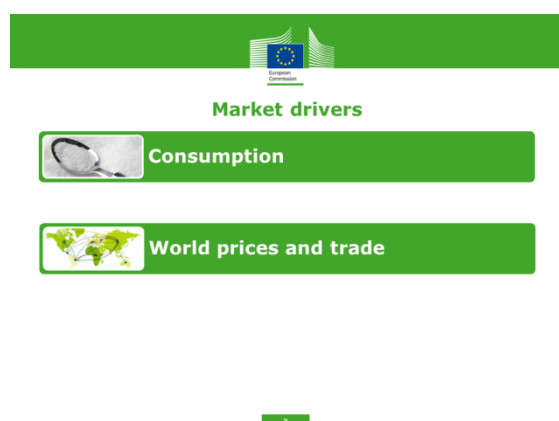 European
Commission
Market drivers
Consumption
World prices and trade